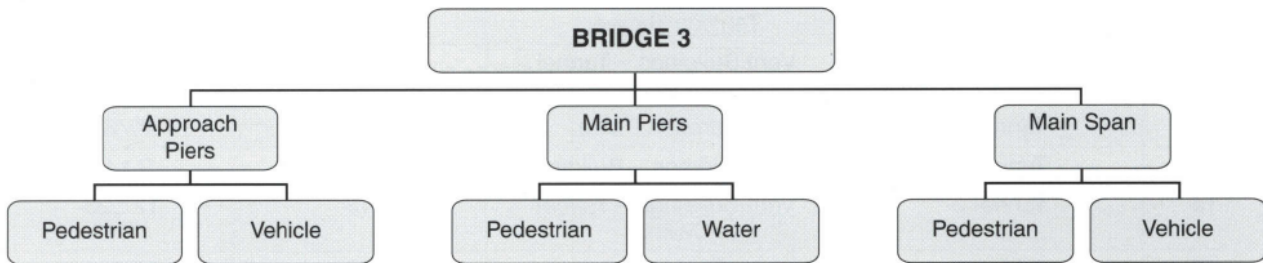 BRIDGE 3
Approach
Piers
Main Piers
Main Span
Pedestrian
Vehicle
Pedestrian
Water
Pedestrian
Vehicle